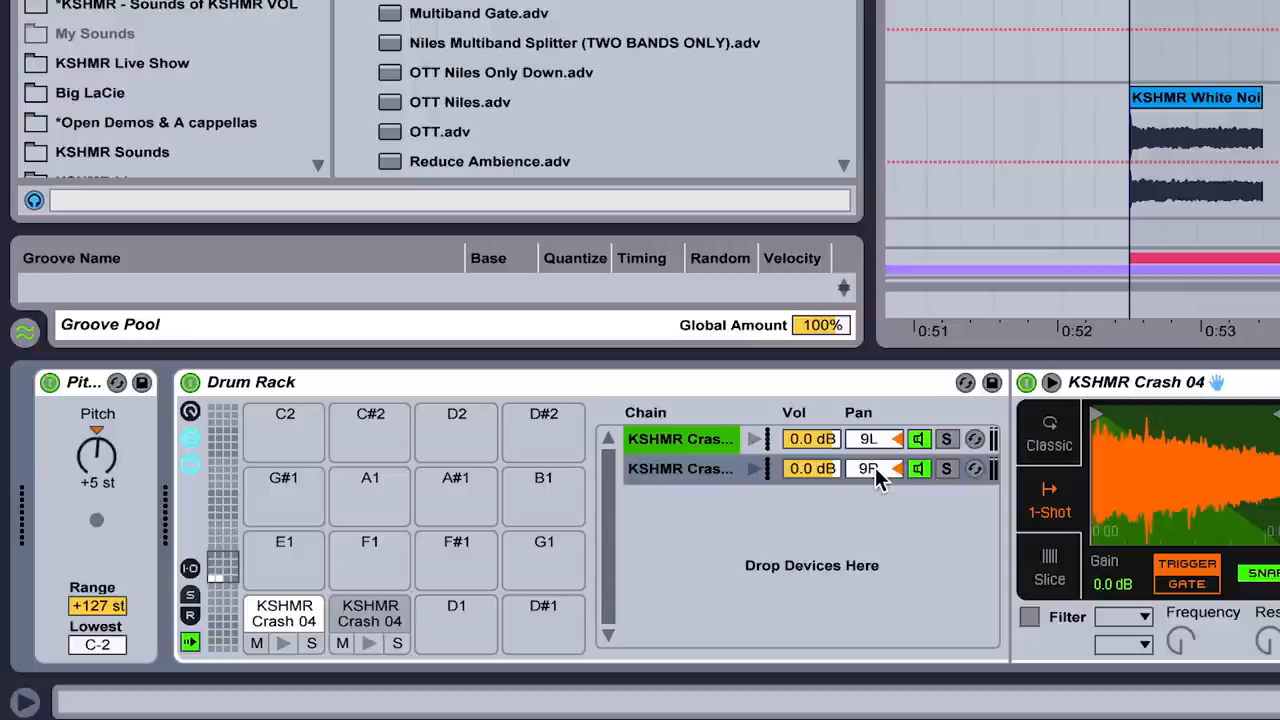 *KSHMR - Sounds of KSHMR VOL
My Sounds
KSHMR Live Show
Big LaCie
*Open Demos & A cappellas
KSHMR Sounds
Multiband Gate.adv
Niles Multiband Splitter (TWO BANDS ONLY).adv
OTT Niles Only Down.adv
OTT Niles.adv
OTT.adv
Reduce Ambience.adv
KSHMR White Noi
0:51 0:52 0:53
Groove Name Base Quantize Timing Random Velocity
Groove Pool Global Amount 100%
Pit...
Pitch
+5 st
Range
+127 st
Lowest
C-2
Drum Rack
C2 C#2 D2 D#2
G#1 A1 A#1 B1
E1 F1 F#1 G1
KSHMR Crash 04 KSHMR Crash 04 D1 D#1
M S M S
I-O
S
R
Chain Vol Pan
KSHMR Cras... 0.0 dB 9L S
KSHMR Cras... 0.0 dB S
Drop Devices Here
KSHMR Crash 04
Classic
1-Shot
Slice
0:00
Gain
0.0 dB
TRIGGER
GATE
SNAP
Filter Frequency Res